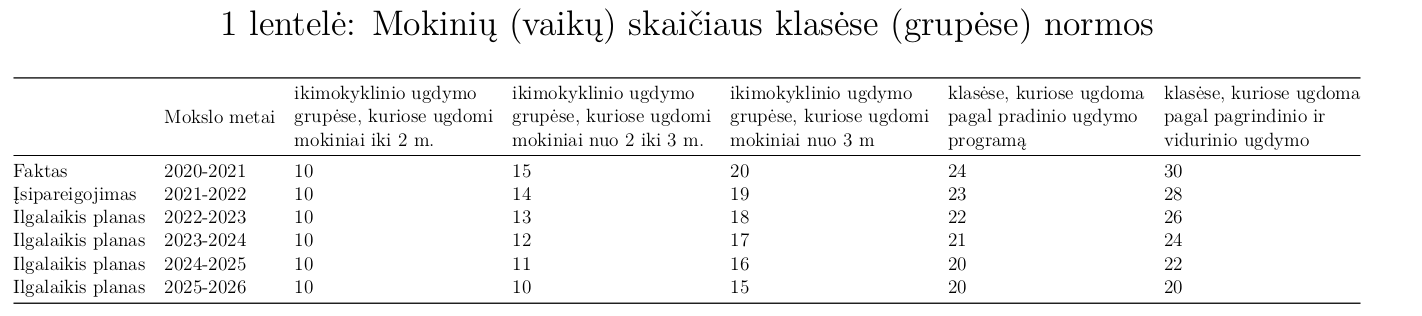 1 lentelė: Mokinių (vaikų) skaičiaus klasėse (grupėse) normos
ikimokyklinio ugdymo ikimokyklinio ugdymo ikimokyklinio ugdymo klasėse, kuriose ugdoma klasėse, kuriose ugdoma
Mokslo metai grupėse, kuriose ugdomi grupėse, kuriose ugdomi grupėse, kuriose ugdomi pagal pradinio ugdymo pagal pagrindinio ir
mokiniai iki 2 m. mokiniai nuo 2 iki 3 m. mokiniai nuo 3 m programą vidurinio ugdymo
Faktas 2020-2021 10 15 20 24 30
Įsipareigojimas 2021-2022 10 14 19 23 28
Ilgalaikis planas 2022-2023 10 13 18 22 26
Ilgalaikis planas 2023-2024 10 12 17 21 24
Ilgalaikis planas 2024-2025 10 11 16 20 22
Ilgalaikis planas 2025-2026 10 10 15 20 20